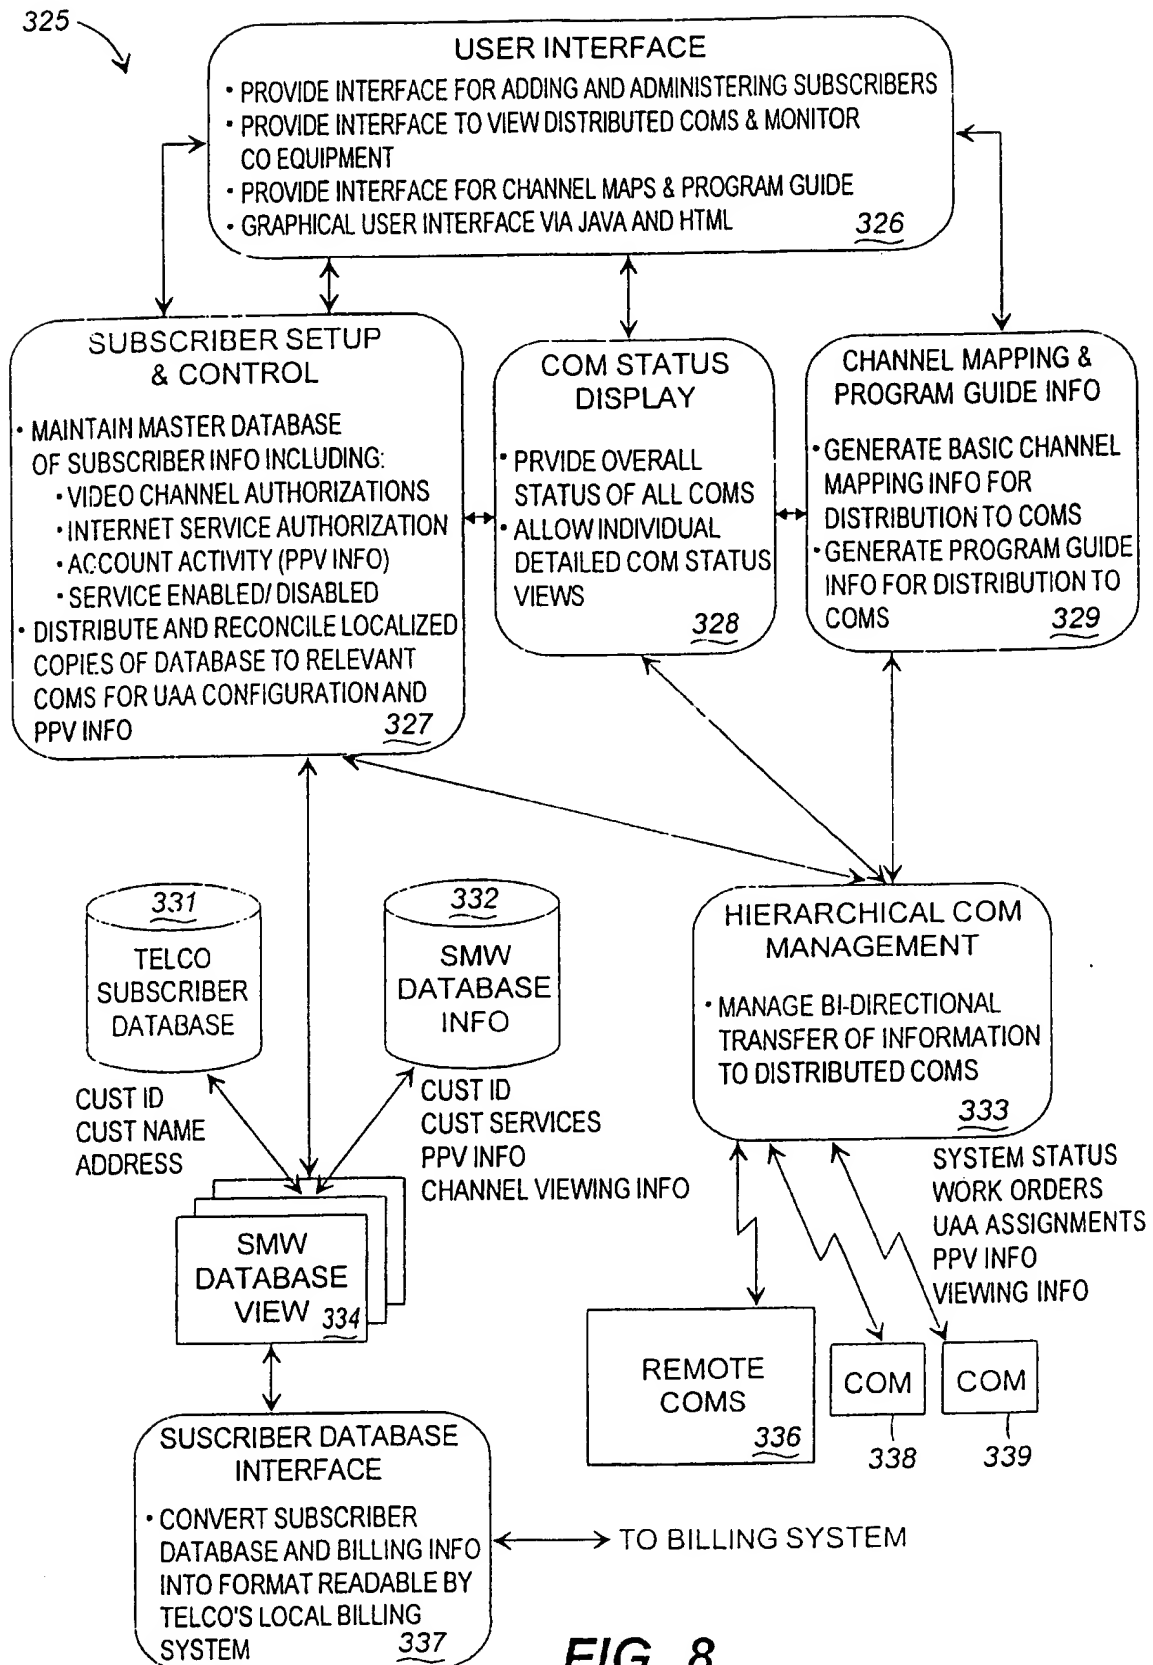 325
USER INTERFACE
• PROVIDE INTERFACE FOR ADDING AND ADMINISTERING SUBSCRIBERS
• PROVIDE INTERFACE TO VIEW DISTRIBUTED COMS & MONITOR
CO EQUIPMENT
• PROVIDE INTERFACE FOR CHANNEL MAPS & PROGRAM GUIDE
• GRAPHICAL USER INTERFACE VIA JAVA AND HTML
326
SUBSCRIBER SETUP
& CONTROL
• MAINTAIN MASTER DATABASE
OF SUBSCRIBER INFO INCLUDING:
• VIDEO CHANNEL AUTHORIZATIONS
• INTERNET SERVICE AUTHORIZATION
• ACCOUNT ACTIVITY (PPV INFO)
• SERVICE ENABLED/ DISABLED
• DISTRIBUTE AND RECONCILE LOCALIZED
COPIES OF DATABASE TO RELEVANT
COMS FOR UAA CONFIGURATION AND
PPV INFO
327
COM STATUS
DISPLAY
• PRVIDE OVERALL
STATUS OF ALL COMS
• ALLOW INDIVIDUAL
DETAILED COM STATUS
VIEWS
328
CHANNEL MAPPING &
PROGRAM GUIDE INFO
• GENERATE BASIC CHANNEL
MAPPING INFO FOR
DISTRIBUTION TO COMS
• GENERATE PROGRAM GUIDE
INFO FOR DISTRIBUTION TO
COMS
329
331
TELCO
SUBSCRIBER
DATABASE
332
SMW
DATABASE
INFO
HIERARCHICAL COM
MANAGEMENT
• MANAGE BI-DIRECTIONAL
TRANSFER OF INFORMATION
TO DISTRIBUTED COMS
333
CUST ID
CUST NAME
ADDRESS
CUST ID
CUST SERVICES
PPV INFO
CHANNEL VIEWING INFO
SYSTEM STATUS
WORK ORDERS
UAA ASSIGNMENTS
PPV INFO
VIEWING INFO
SMW
DATABASE
VIEW
334
REMOTE
COMS
336
COM
338
COM
339
SUSCRIBER DATABASE
INTERFACE
• CONVERT SUBSCRIBER
DATABASE AND BILLING INFO
INTO FORMAT READABLE BY
TELCO'S LOCAL BILLING
SYSTEM
337
TO BILLING SYSTEM
FIG. 8